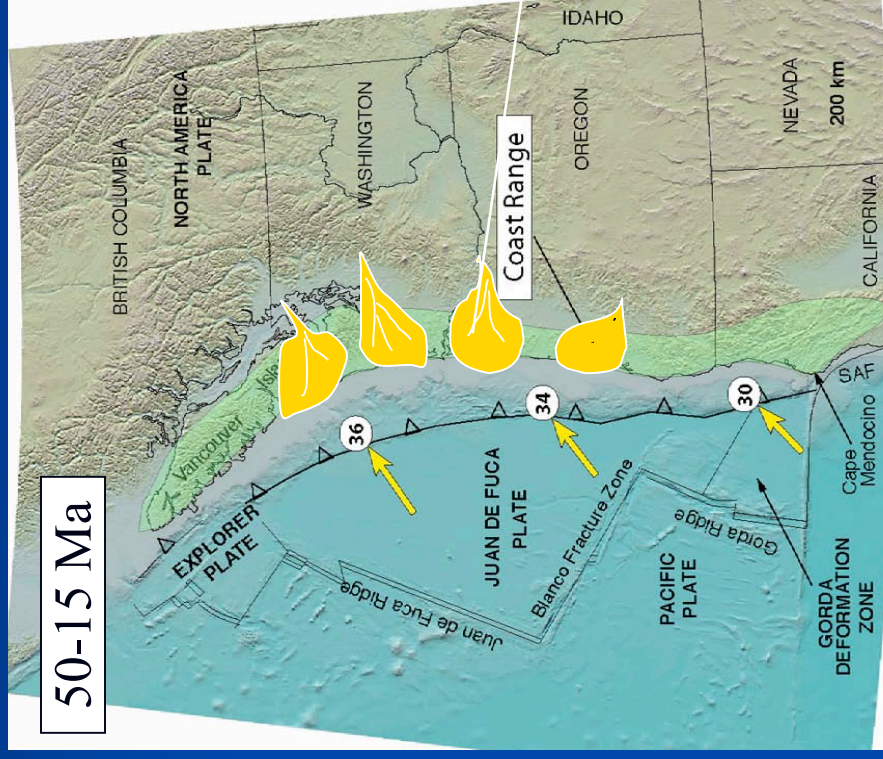 50-15 Ma
BRITISH COLUMBIA
NORTH AMERICA
PLATE
WASHINGTON
IDAHO
OREGON
NEVADA
200 km
CALIFORNIA
Coast Range
Vancouver
EXPLORER
PLATE
36
34
30
JUAN DE FUCA
PLATE
Juan de Fuca Ridge
Blanco Fracture Zone
PACIFIC
PLATE
Gorda Ridge
GORDA
DEFORMATION
ZONE
Cape
Mendocino
SAF